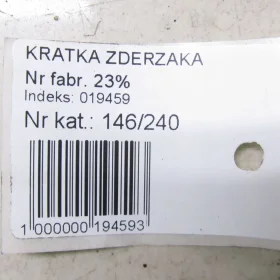 KRATKA ZDERZAKA
Nr fabr. 23%
Indeks: 019459
Nr kat.: 146/240
1 000000 194593